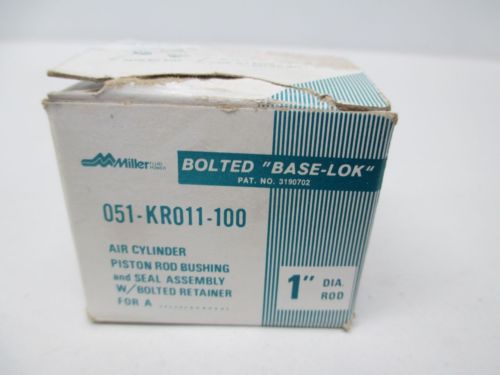 Miller FLUID POWER
BOLTED "BASE-LOK"
PAT. NO. 3190702
051-KR011-100
AIR CYLINDER
PISTON ROD BUSHING
and SEAL ASSEMBLY
W/BOLTED RETAINER
FOR A ..............
1" DIA. ROD